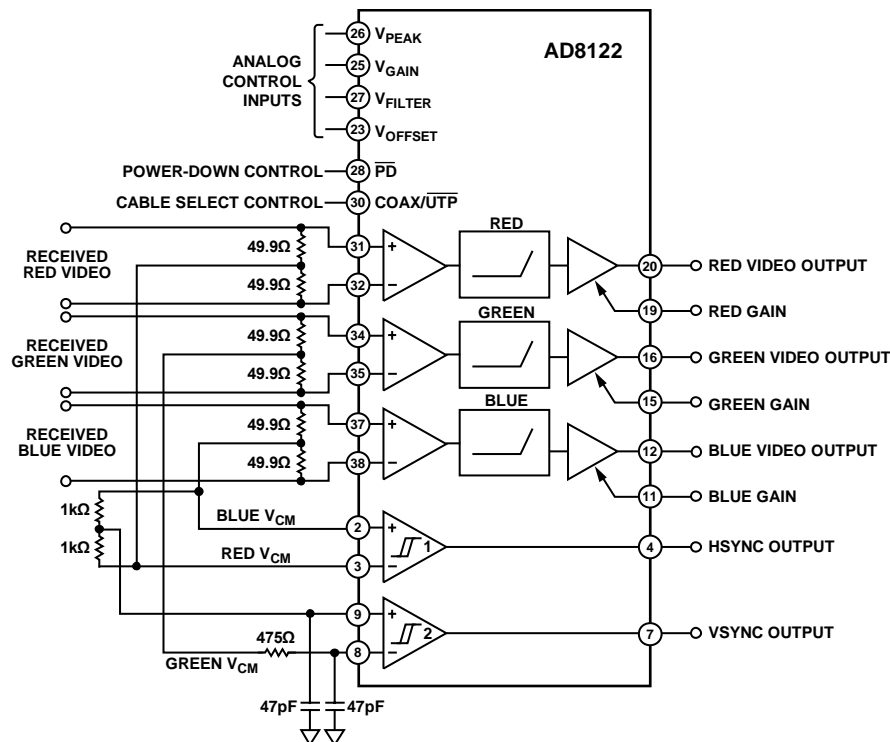 AD8122
ANALOG
CONTROL
INPUTS
26 VPEAK
25 VGAIN
27 VFILTER
23 VOFFSET
POWER-DOWN CONTROL 28 PD
CABLE SELECT CONTROL 30 COAX/UTP
RECEIVED
RED VIDEO
49.9Ω
49.9Ω
31 +
32 −
RED
20 RED VIDEO OUTPUT
19 RED GAIN
RECEIVED
GREEN VIDEO
49.9Ω
49.9Ω
34 +
35 −
GREEN
16 GREEN VIDEO OUTPUT
15 GREEN GAIN
RECEIVED
BLUE VIDEO
49.9Ω
49.9Ω
37 +
38 −
BLUE
12 BLUE VIDEO OUTPUT
11 BLUE GAIN
1kΩ
1kΩ
BLUE VCM 2 +
RED VCM 3 −
1
4 HSYNC OUTPUT
9 +
475Ω
GREEN VCM
8 −
2
7 VSYNC OUTPUT
47pF 47pF